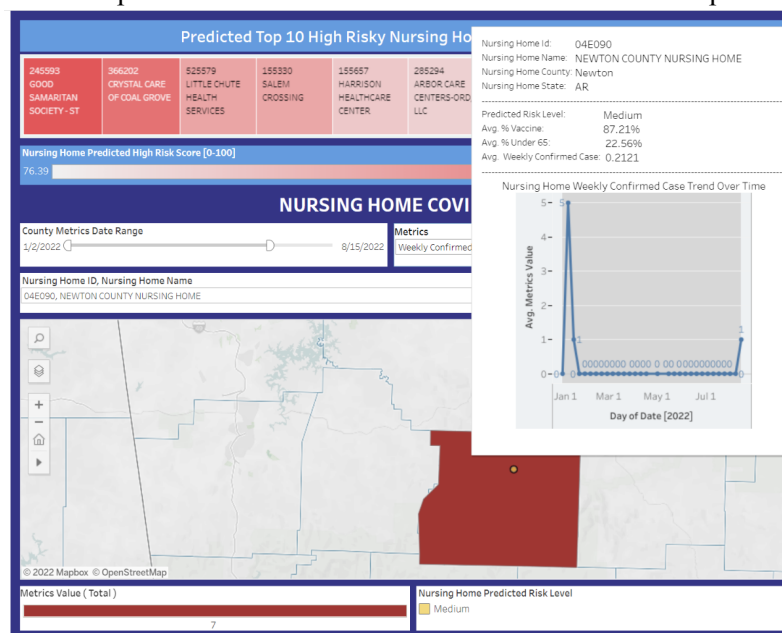 Predicted Top 10 High Risky Nursing Ho
245593
GOOD
SAMARITAN
SOCIETY - ST
366202
CRYSTAL CARE
OF COAL GROVE
525579
LITTLE CHUTE
HEALTH
SERVICES
155330
SALEM
CROSSING
155657
HARRISON
HEALTHCARE
CENTER
285294
ARBOR CARE
CENTERS-ORD
LLC
Nursing Home Predicted High Risk Score [0-100]
76.39
NURSING HOME COVI
County Metrics Date Range
1/2/2022
8/15/2022
Metrics
Weekly Confirmed
Nursing Home ID, Nursing Home Name
04E090, NEWTON COUNTY NURSING HOME
Nursing Home Id: 04E090
Nursing Home Name: NEWTON COUNTY NURSING HOME
Nursing Home County: Newton
Nursing Home State: AR
Predicted Risk Level: Medium
Avg. % Vaccine: 87.21%
Avg. % Under 65: 22.56%
Avg. Weekly Confirmed Case: 0.2121
Nursing Home Weekly Confirmed Case Trend Over Time
Avg. Metrics Value
5
4
3
2
1
0
5
1
0
0
00000000 0000 0 00 0000000000
1
0
Jan 1 Mar 1 May 1 Jul 1
Day of Date [2022]
© 2022 Mapbox © OpenStreetMap
Metrics Value ( Total )
7
Nursing Home Predicted Risk Level
Medium